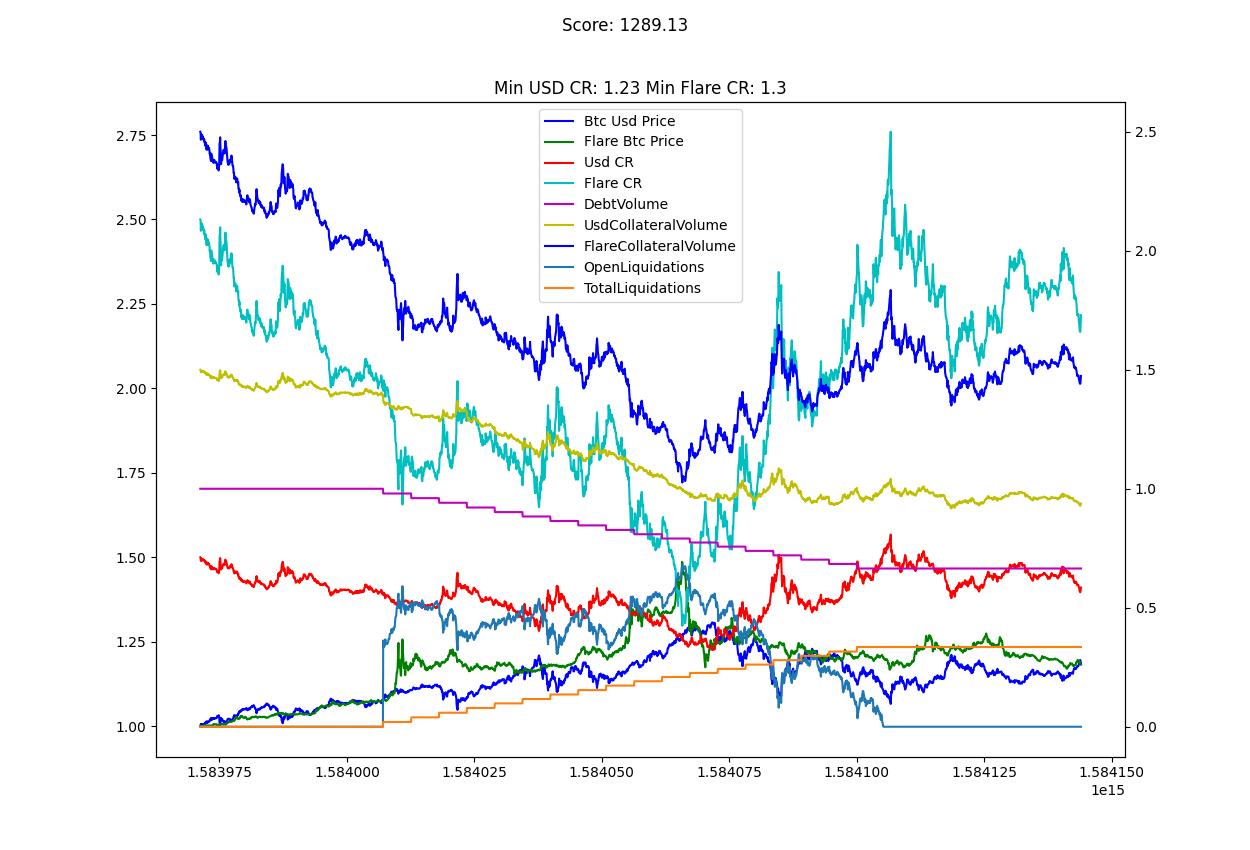 Score: 1289.13
Min USD CR: 1.23 Min Flare CR: 1.3
Btc Usd Price
Flare Btc Price
Usd CR
Flare CR
DebtVolume
UsdCollateralVolume
FlareCollateralVolume
OpenLiquidations
TotalLiquidations
2.75
2.50
2.25
2.00
1.75
1.50
1.25
1.00
2.5
2.0
1.5
1.0
0.5
0.0
1.583975
1.584000
1.584025
1.584050
1.584075
1.584100
1.584125
1.584150
1e15